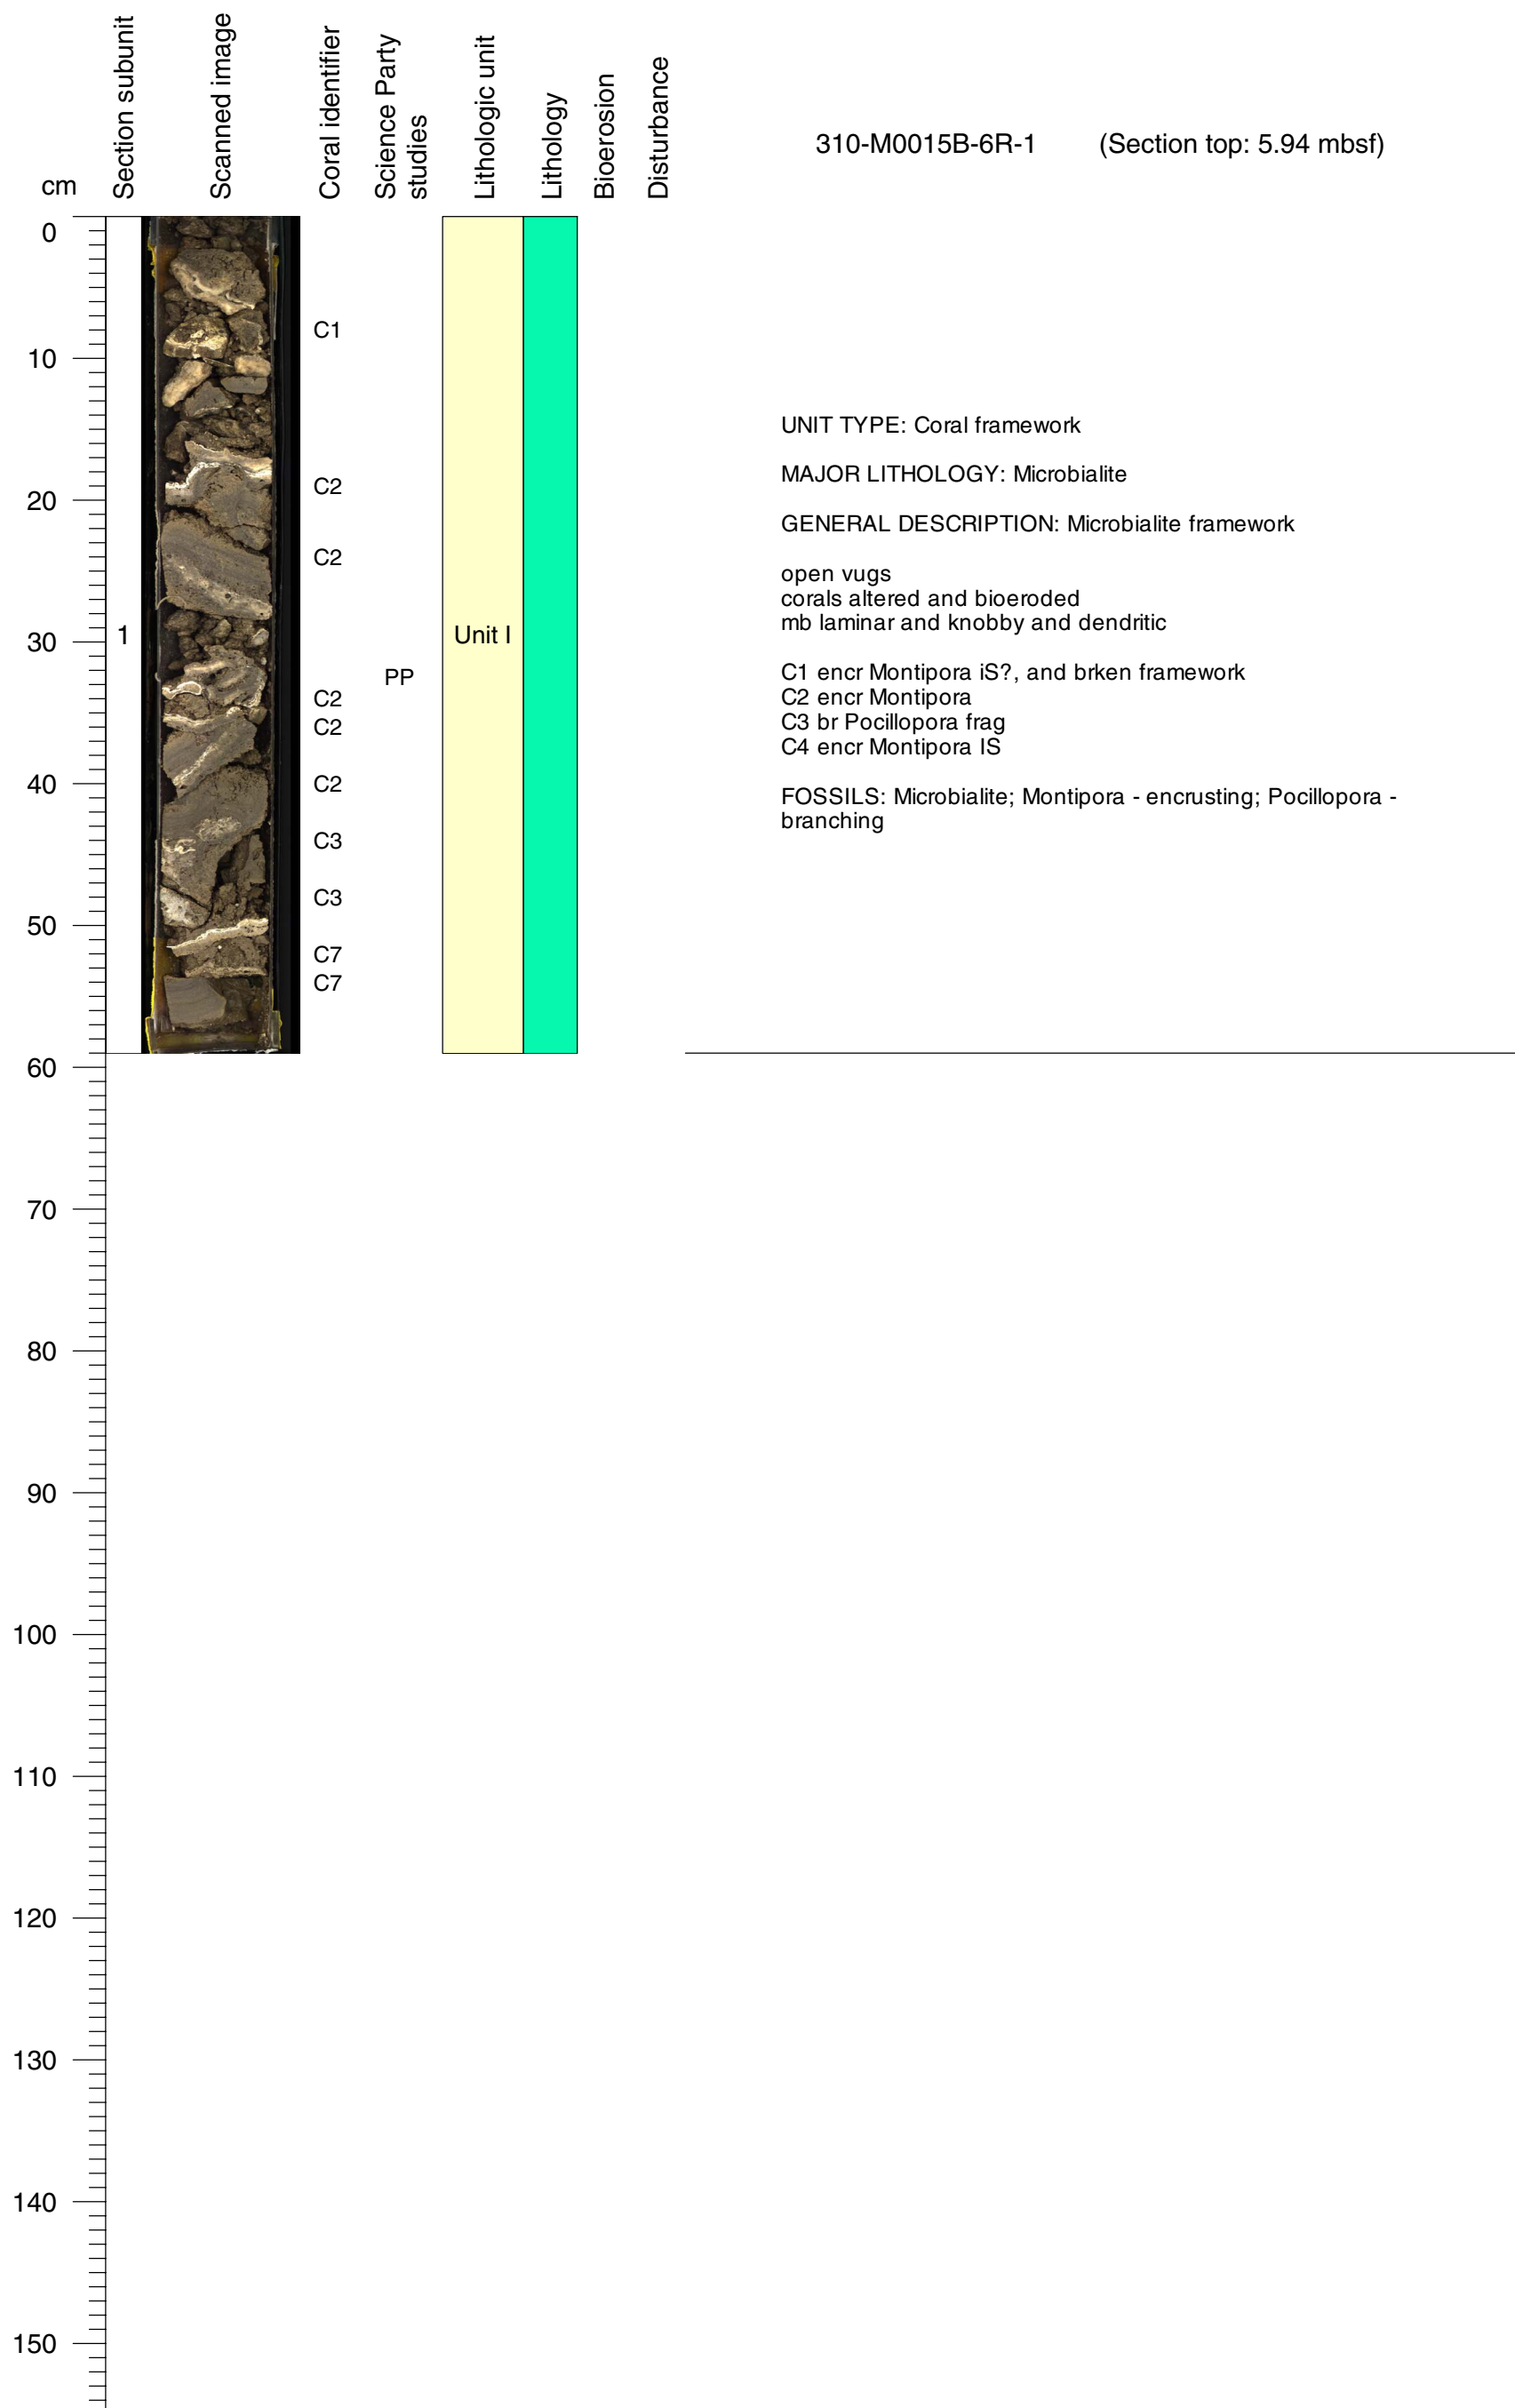 cm
Section subunit
Scanned image
Coral identifier
Science Party
studies
Lithologic unit
Lithology
Bioerosion
Disturbance
310-M0015B-6R-1 (Section top: 5.94 mbsf)
0
C1
10
UNIT TYPE: Coral framework
MAJOR LITHOLOGY: Microbialite
C2
20
GENERAL DESCRIPTION: Microbialite framework
C2
open vugs
corals altered and bioeroded
mb laminar and knobby and dendritic
1
30
Unit I
PP
C2
C2
C1 encr Montipora iS?, and brken framework
C2 encr Montipora
C3 br Pocillopora frag
C4 encr Montipora IS
40
C2
FOSSILS: Microbialite; Montipora - encrusting; Pocillopora -
branching
C3
C3
50
C7
C7
60
70
80
90
100
110
120
130
140
150